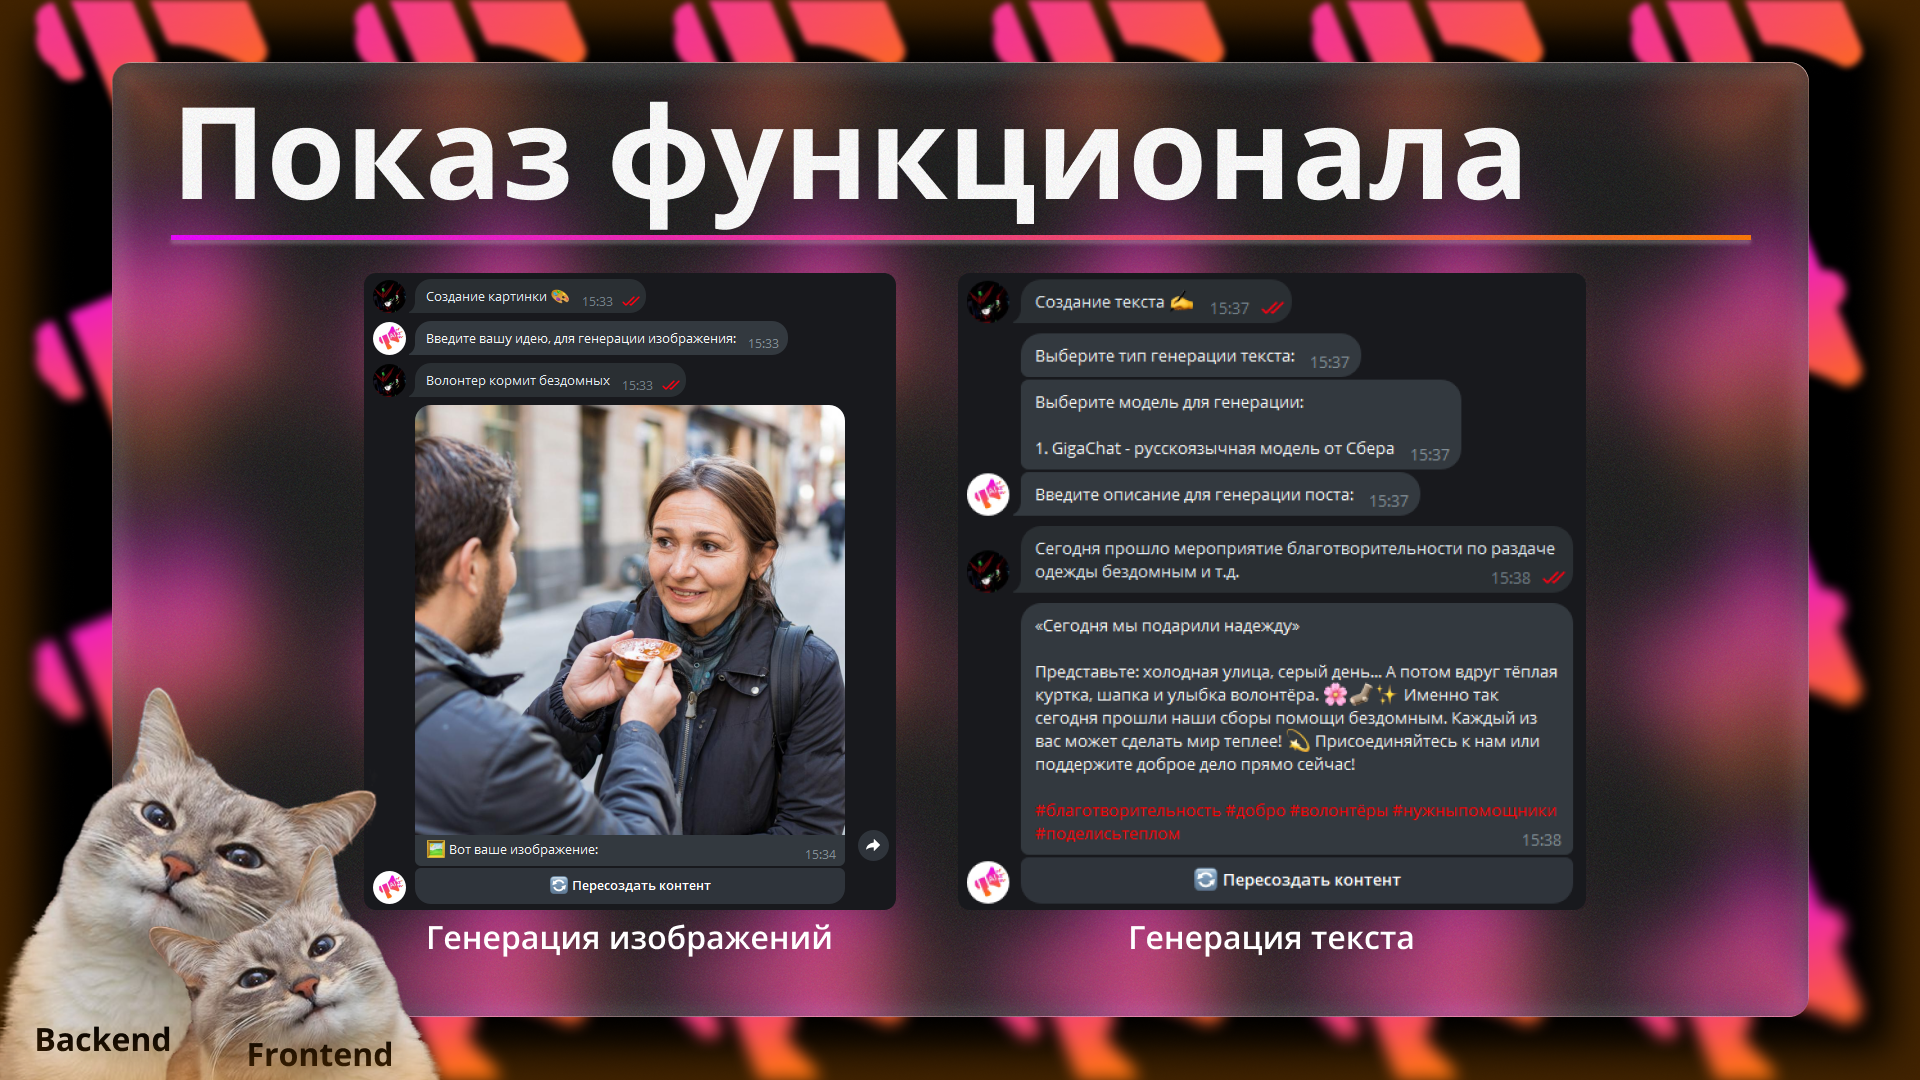 Показ функционала
Создание картинки 🎨 15:33
Введите вашу идею, для генерации изображения: 15:33
Волонтер кормит бездомных 15:33
🖼️ Вот ваше изображение: 15:34
🔄 Пересоздать контент
Генерация изображений
Создание текста ✍️ 15:37
Выберите тип генерации текста: 15:37
Выберите модель для генерации:
1. GigaChat - русскоязычная модель от Сбера 15:37
Введите описание для генерации поста: 15:37
Сегодня прошло мероприятие благотворительности по раздаче
одежды бездомным и т.д. 15:38
«Сегодня мы подарили надежду»
Представьте: холодная улица, серый день... А потом вдруг тёплая
куртка, шапка и улыбка волонтёра. 🌸🧦✨ Именно так
сегодня прошли наши сборы помощи бездомным. Каждый из
вас может сделать мир теплее! 💫 Присоединяйтесь к нам или
поддержите доброе дело прямо сейчас!
#благотворительность #добро #волонтёры #нужныпомощники
#поделисьтеплом 15:38
🔄 Пересоздать контент
Генерация текста
Backend
Frontend